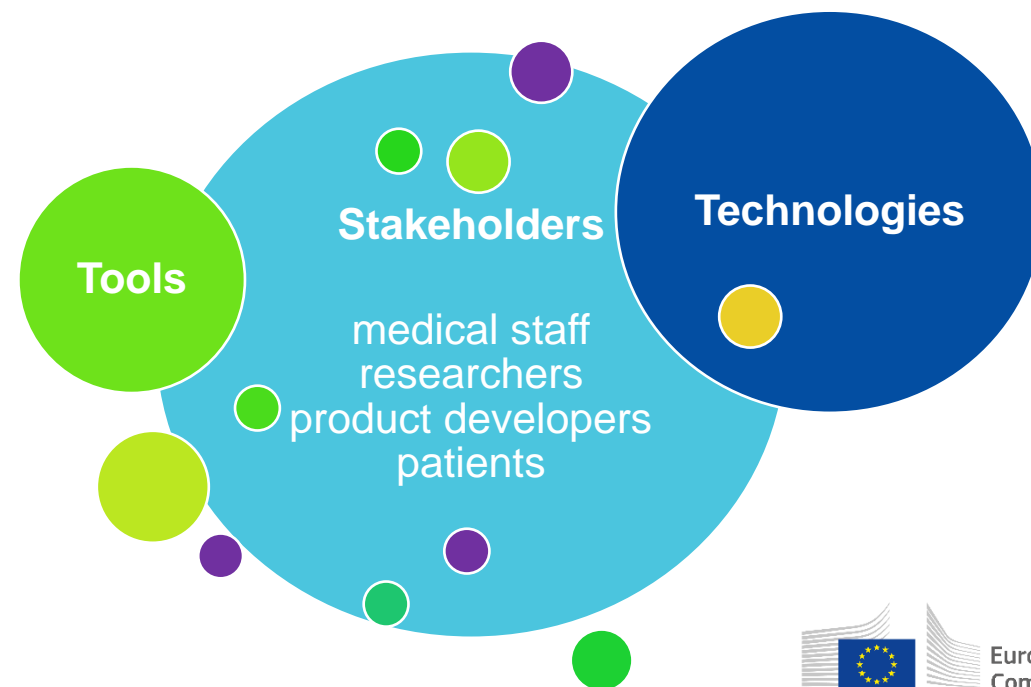 Technologies
Stakeholders
Tools
medical staff
researchers
product developers
patients